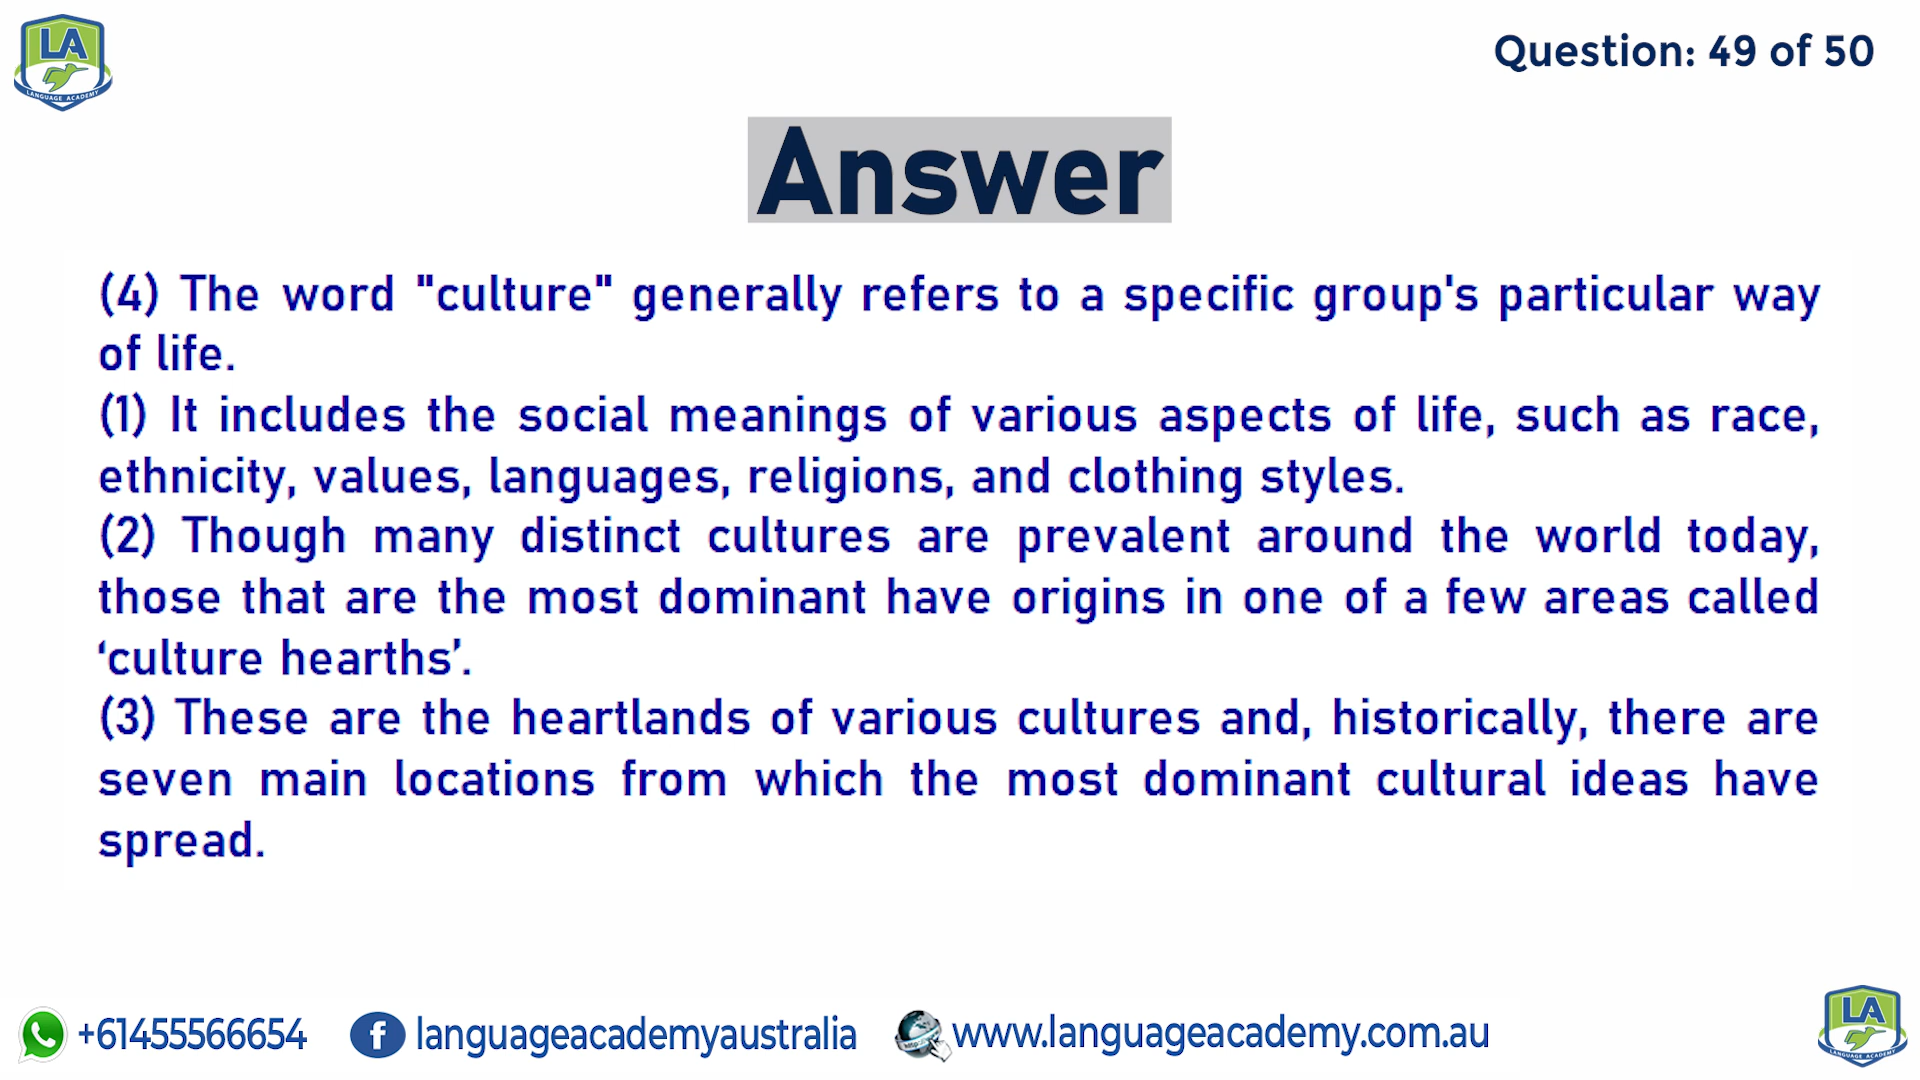 LA
LANGUAGE ACADEMY
Question: 49 of 50
Answer
(4) The word "culture" generally refers to a specific group's particular way
of life.
(1) It includes the social meanings of various aspects of life, such as race,
ethnicity, values, languages, religions, and clothing styles.
(2) Though many distinct cultures are prevalent around the world today,
those that are the most dominant have origins in one of a few areas called
‘culture hearths’.
(3) These are the heartlands of various cultures and, historically, there are
seven main locations from which the most dominant cultural ideas have
spread.
+61455566654
f languageacademyaustralia
www.languageacademy.com.au
LA
LANGUAGE ACADEMY